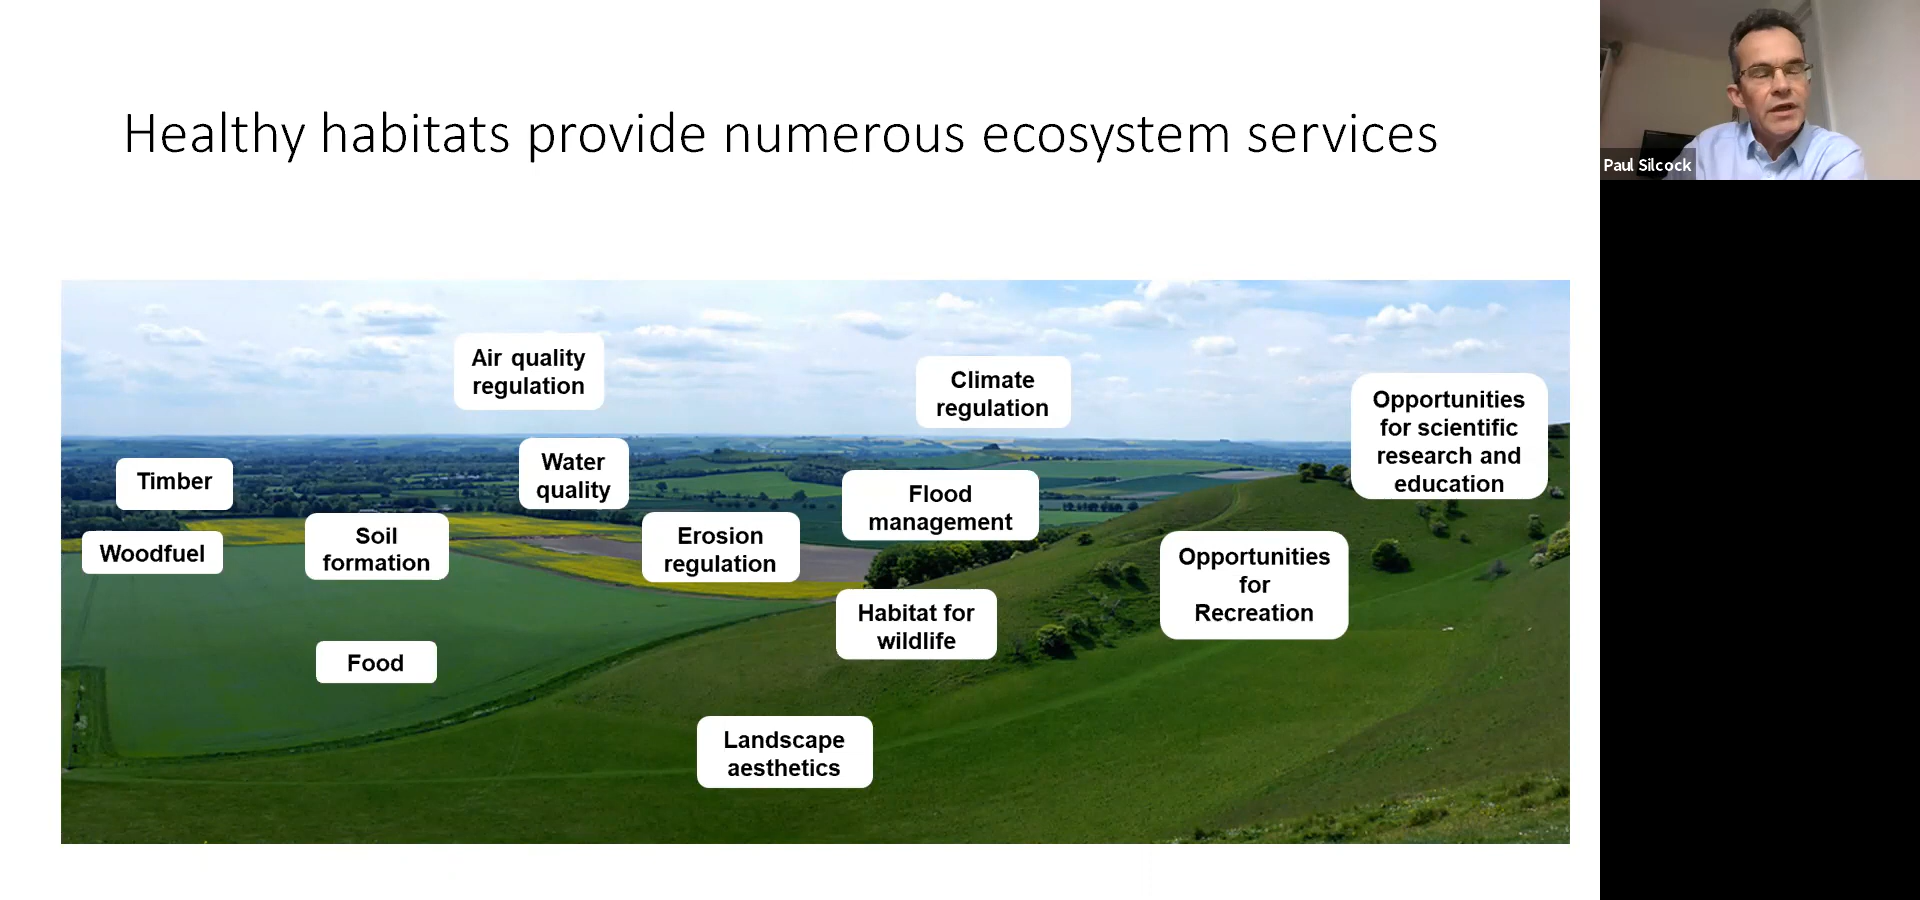 Healthy habitats provide numerous ecosystem services
Paul Silcock
Air quality
regulation
Climate
regulation
Opportunities
for scientific
research and
education
Timber
Water
quality
Flood
management
Woodfuel
Soil
formation
Erosion
regulation
Opportunities
for
Recreation
Habitat for
wildlife
Food
Landscape
aesthetics